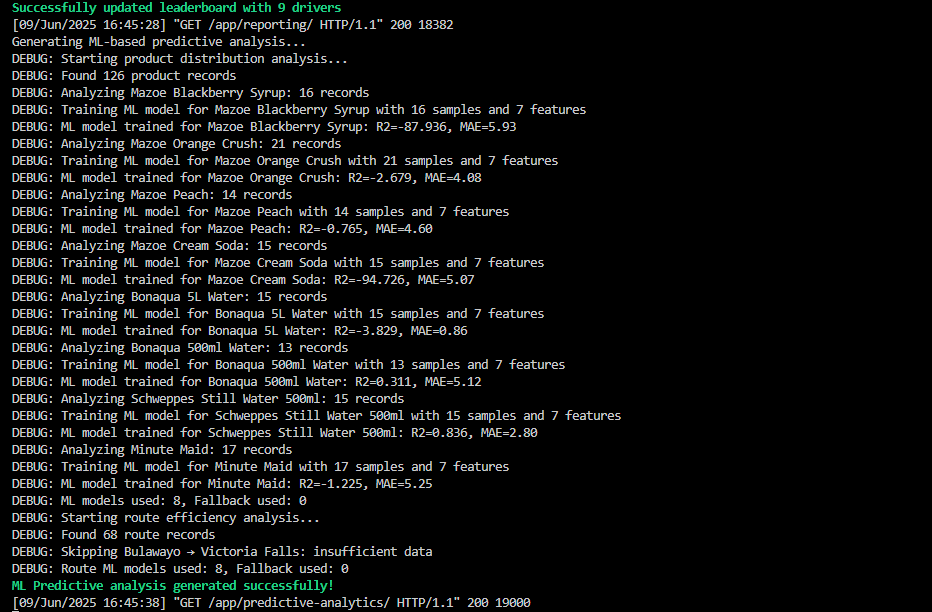 Successfully updated leaderboard with 9 drivers
[09/Jun/2025 16:45:28] "GET /app/reporting/ HTTP/1.1" 200 18382
Generating ML-based predictive analysis...
DEBUG: Starting product distribution analysis...
DEBUG: Found 126 product records
DEBUG: Analyzing Mazoe Blackberry Syrup: 16 records
DEBUG: Training ML model for Mazoe Blackberry Syrup with 16 samples and 7 features
DEBUG: ML model trained for Mazoe Blackberry Syrup: R2=-87.936, MAE=5.93
DEBUG: Analyzing Mazoe Orange Crush: 21 records
DEBUG: Training ML model for Mazoe Orange Crush with 21 samples and 7 features
DEBUG: ML model trained for Mazoe Orange Crush: R2=-2.679, MAE=4.08
DEBUG: Analyzing Mazoe Peach: 14 records
DEBUG: Training ML model for Mazoe Peach with 14 samples and 7 features
DEBUG: ML model trained for Mazoe Peach: R2=-0.765, MAE=4.60
DEBUG: Analyzing Mazoe Cream Soda: 15 records
DEBUG: Training ML model for Mazoe Cream Soda with 15 samples and 7 features
DEBUG: ML model trained for Mazoe Cream Soda: R2=-94.726, MAE=5.07
DEBUG: Analyzing Bonaqua 5L Water: 15 records
DEBUG: Training ML model for Bonaqua 5L Water with 15 samples and 7 features
DEBUG: ML model trained for Bonaqua 5L Water: R2=-3.829, MAE=0.86
DEBUG: Analyzing Bonaqua 500ml Water: 13 records
DEBUG: Training ML model for Bonaqua 500ml Water with 13 samples and 7 features
DEBUG: ML model trained for Bonaqua 500ml Water: R2=0.311, MAE=5.12
DEBUG: Analyzing Schweppes Still Water 500ml: 15 records
DEBUG: Training ML model for Schweppes Still Water 500ml with 15 samples and 7 features
DEBUG: ML model trained for Schweppes Still Water 500ml: R2=0.836, MAE=2.80
DEBUG: Analyzing Minute Maid: 17 records
DEBUG: Training ML model for Minute Maid with 17 samples and 7 features
DEBUG: ML model trained for Minute Maid: R2=-1.225, MAE=5.25
DEBUG: ML models used: 8, Fallback used: 0
DEBUG: Starting route efficiency analysis...
DEBUG: Found 68 route records
DEBUG: Skipping Bulawayo → Victoria Falls: insufficient data
DEBUG: Route ML models used: 8, Fallback used: 0
ML Predictive analysis generated successfully!
[09/Jun/2025 16:45:38] "GET /app/predictive-analytics/ HTTP/1.1" 200 19000